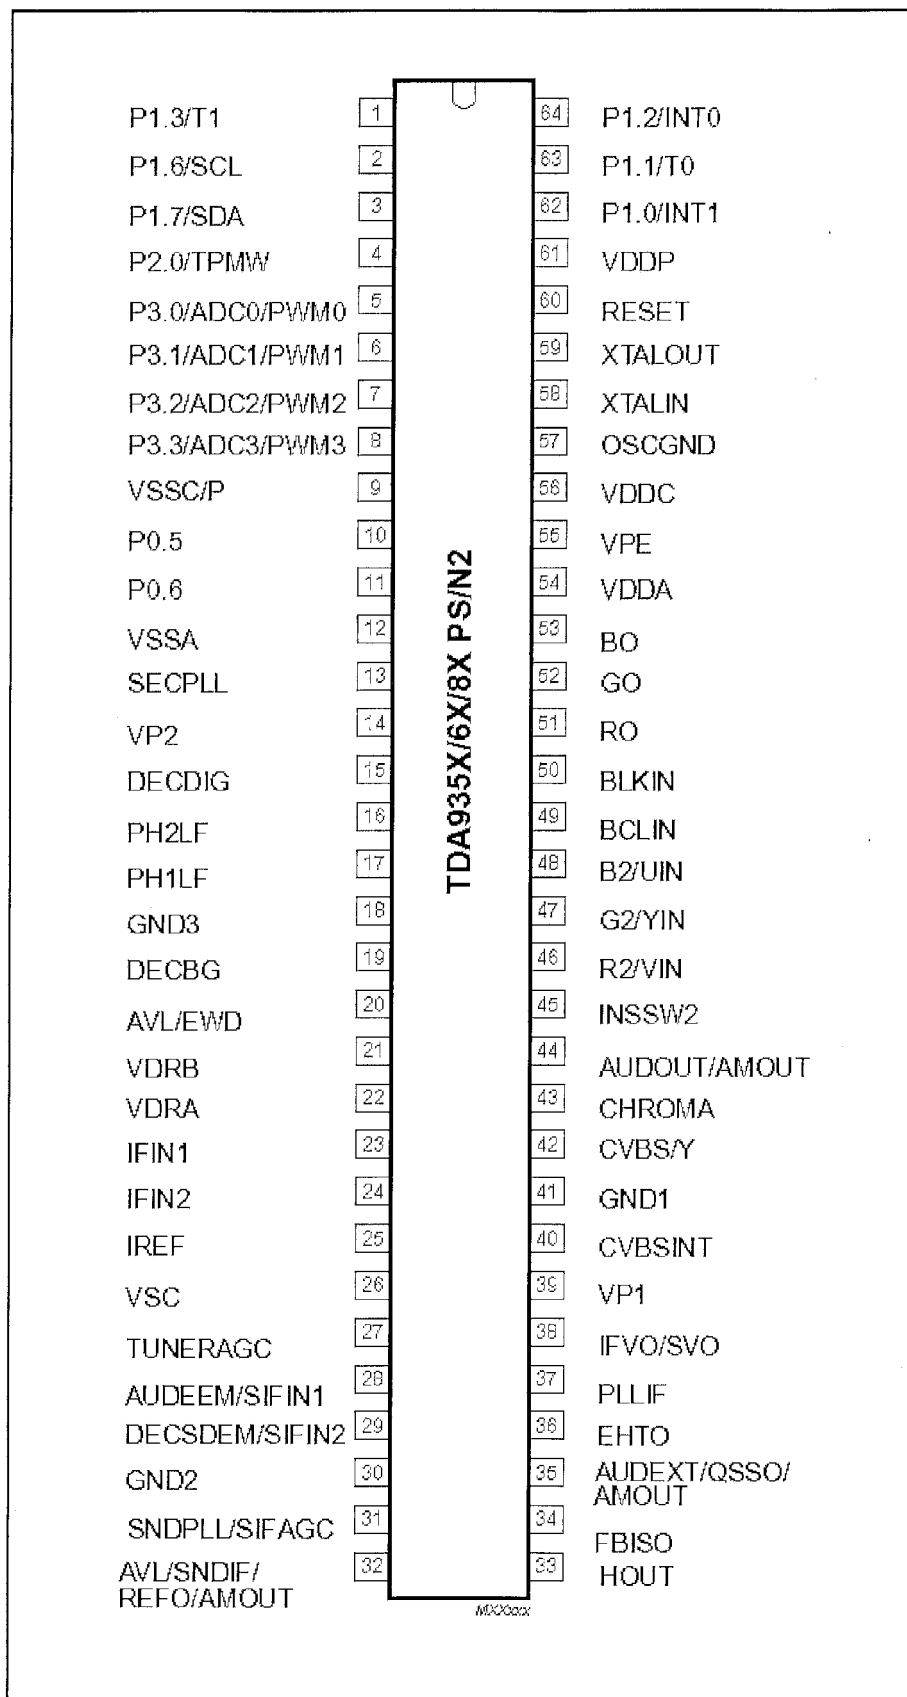 P1.3/T1 1 64 P1.2/INT0
P1.6/SCL 2 63 P1.1/T0
P1.7/SDA 3 62 P1.0/INT1
P2.0/TPMW 4 61 VDDP
P3.0/ADC0/PWM0 5 60 RESET
P3.1/ADC1/PWM1 6 59 XTALOUT
P3.2/ADC2/PWM2 7 58 XTALIN
P3.3/ADC3/PWM3 8 57 OSCGND
VSSC/P 9 56 VDDC
P0.5 10 55 VPE
P0.6 11 54 VDDA
VSSA 12 53 BO
SECPLL 13 52 GO
VP2 14 51 RO
DECDIG 15 50 BLKIN
PH2LF 16 49 BCLIN
PH1LF 17 48 B2/UIN
GND3 18 47 G2/YIN
DECBG 19 46 R2/VIN
AVL/EWD 20 45 INSSW2
VDRB 21 44 AUDOUT/AMOUT
VDRA 22 43 CHROMA
IFIN1 23 42 CVBS/Y
IFIN2 24 41 GND1
IREF 25 40 CVBSINT
VSC 26 39 VP1
TUNERAGC 27 38 IFVO/SVO
AUDEEM/SIFIN1 28 37 PLLIF
DECSDEM/SIFIN2 29 36 EHTO
GND2 30 35 AUDEXT/QSSO/
AMOUT
SNDPLL/SIFAGC 31 34 FBISO
AVL/SNDIF/ 32 33 HOUT
REFO/AMOUT
TDA935X/6X/8X PS/N2
MXXxxx